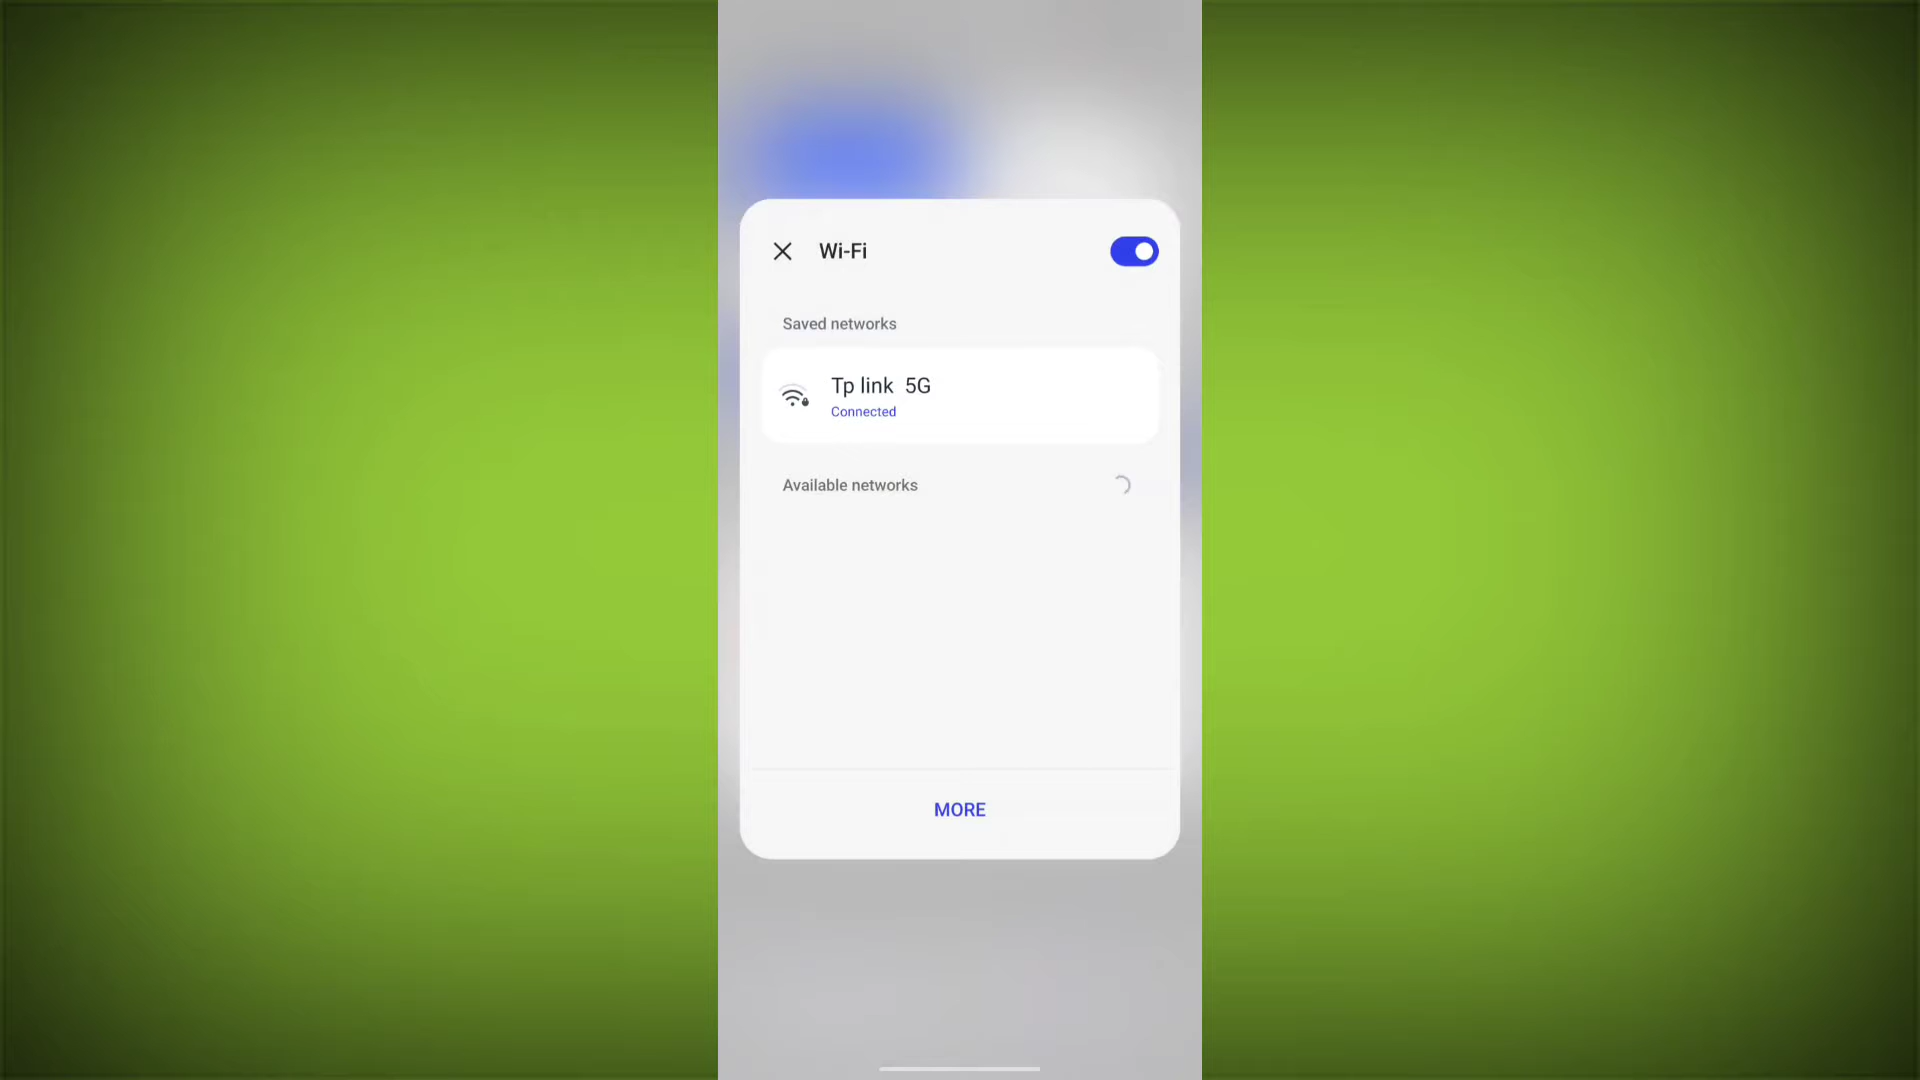 Wi-Fi
Saved networks
Tp link  5G
Connected
Available networks
MORE